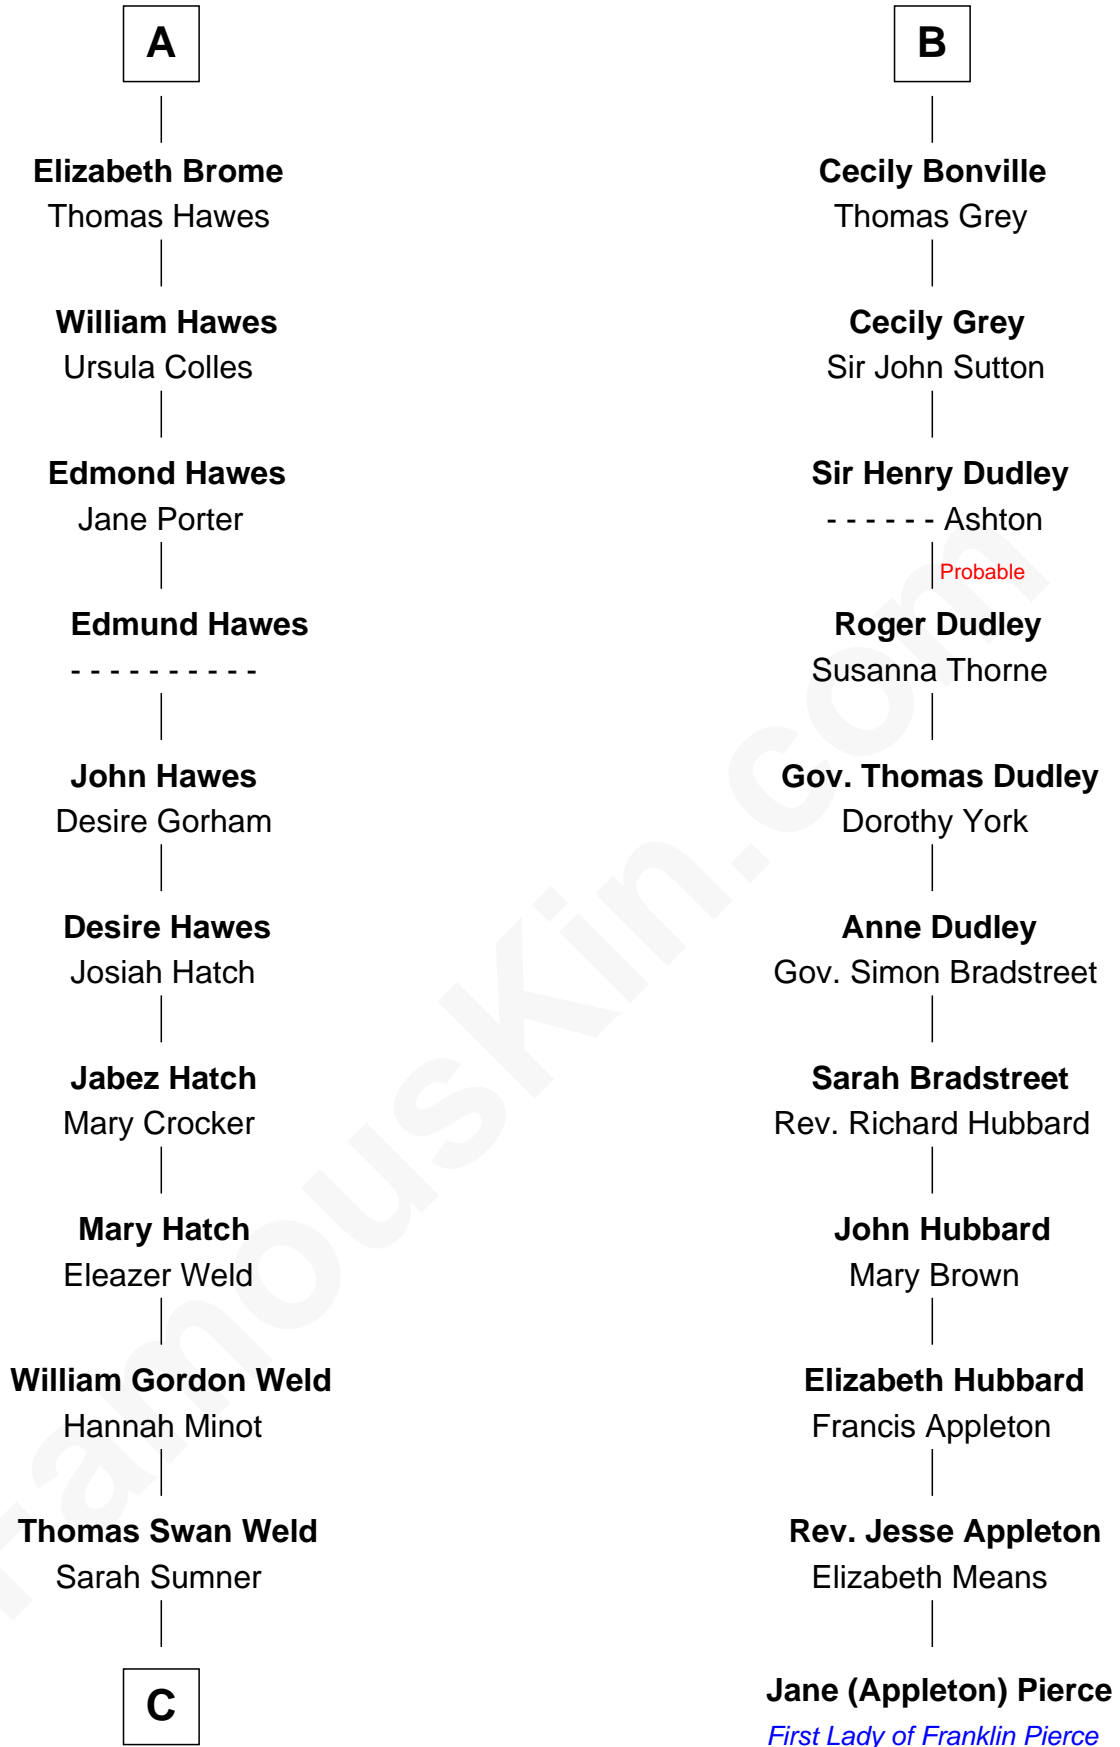 A
Elizabeth Brome
Thomas Hawes
William Hawes
Ursula Colles
Edmond Hawes
Jane Porter
Edmund Hawes
- - - - - - - - - -
John Hawes
Desire Gorham
Desire Hawes
Josiah Hatch
Jabez Hatch
Mary Crocker
Mary Hatch
Eleazer Weld
William Gordon Weld
Hannah Minot
Thomas Swan Weld
Sarah Sumner
C
B
Cecily Bonville
Thomas Grey
Cecily Grey
Sir John Sutton
Sir Henry Dudley
- - - - - - Ashton
Probable
Roger Dudley
Susanna Thorne
Gov. Thomas Dudley
Dorothy York
Anne Dudley
Gov. Simon Bradstreet
Sarah Bradstreet
Rev. Richard Hubbard
John Hubbard
Mary Brown
Elizabeth Hubbard
Francis Appleton
Rev. Jesse Appleton
Elizabeth Means
Jane (Appleton) Pierce
First Lady of Franklin Pierce
FamousKin.com